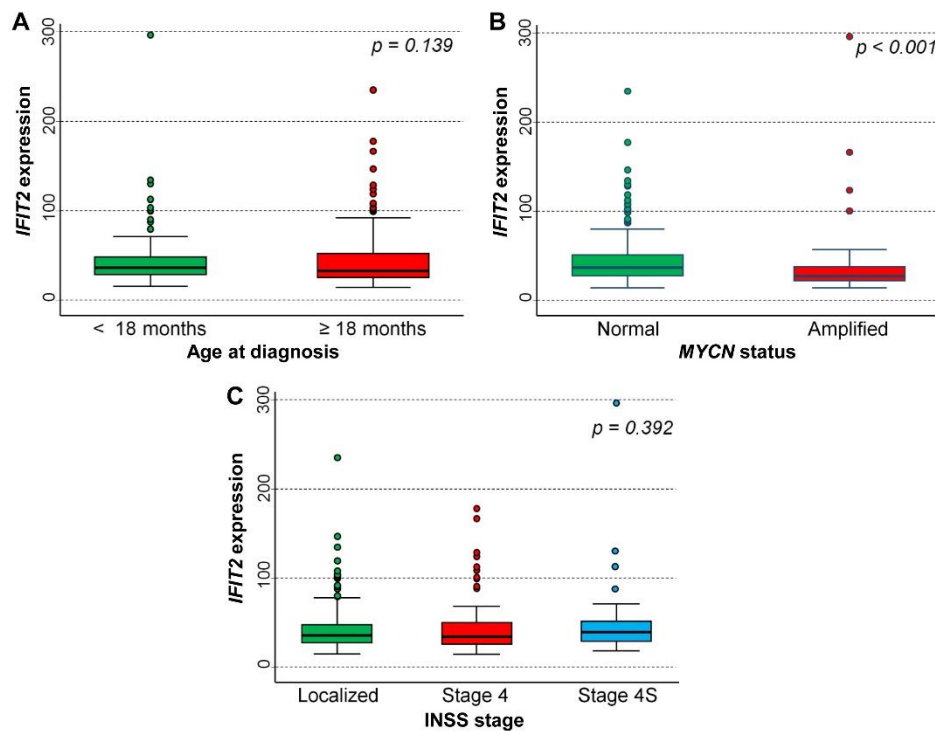 A
IFIT2 expression
300
200
100
0
p = 0.139
< 18 months
≥ 18 months
Age at diagnosis
B
IFIT2 expression
300
200
100
0
p < 0.001
Normal
Amplified
MYCN status
C
IFIT2 expression
300
200
100
0
p = 0.392
Localized
Stage 4
Stage 4S
INSS stage